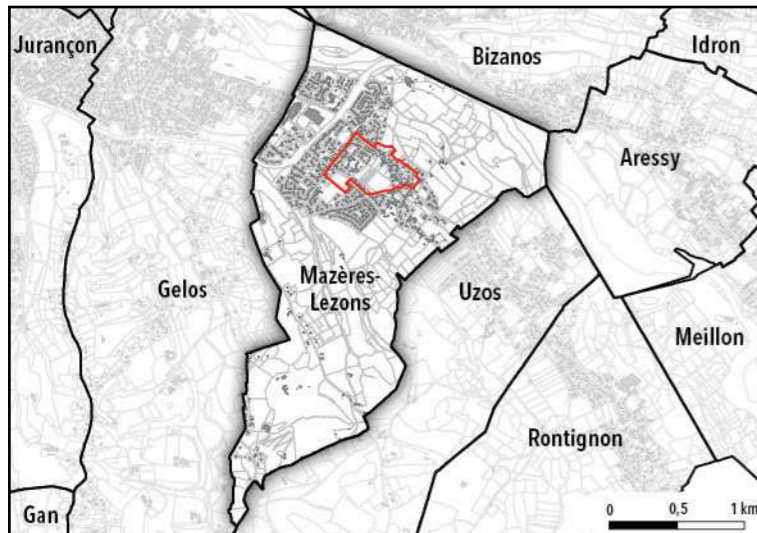 Jurançon
Bizanos
Idron
Aressy
Gelos
Mazères-
Lezons
Uzos
Meillon
Rontignon
Gan
0 0,5 1 km